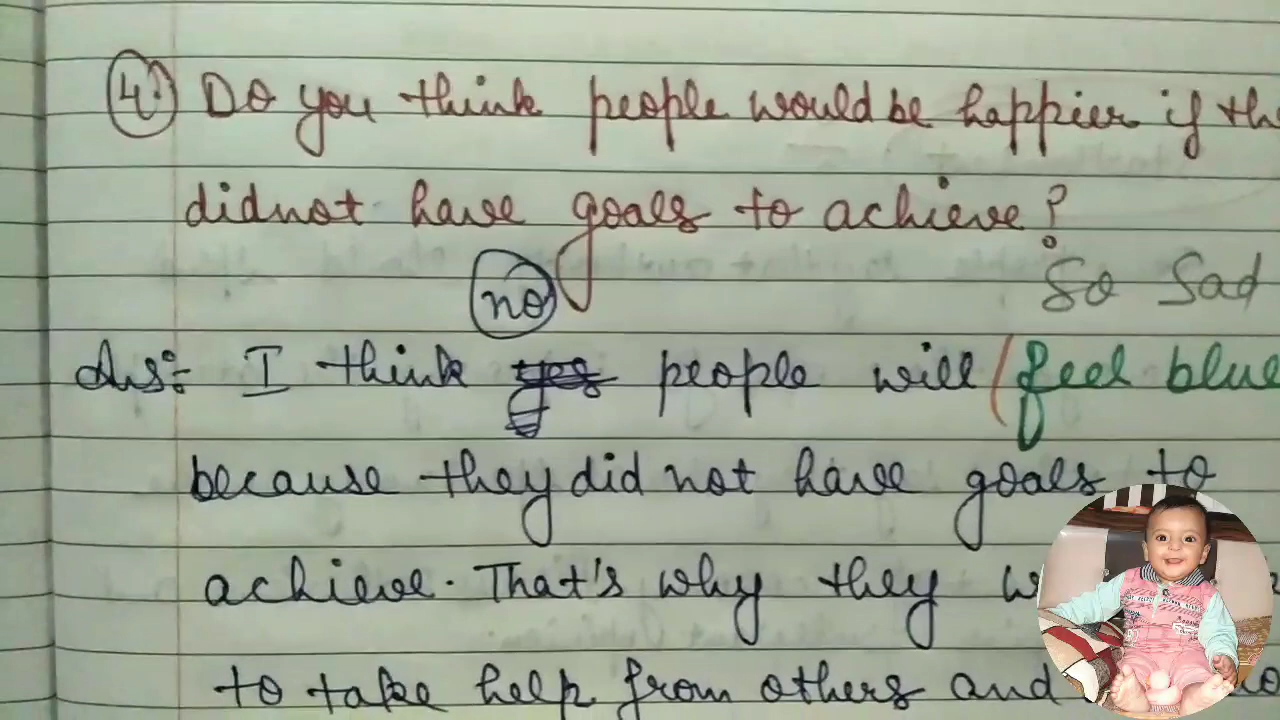 4. Do you think people would be happier if the
did not have goals to achieve?
So Sad
no
Ans: I think yes people will (feel blue
because they did not have goals to
achieve. That's why they
to take help from others and